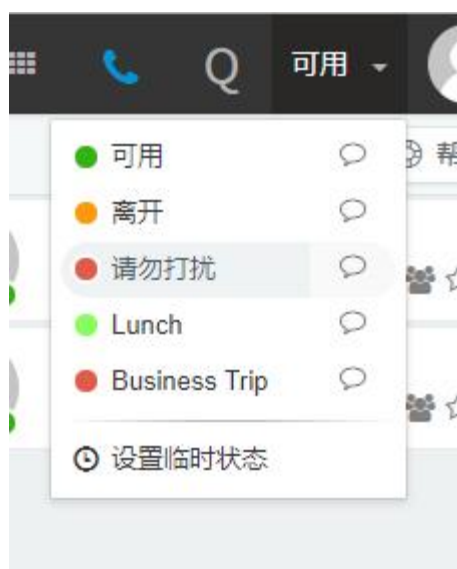 Q 可用
可用
离开
请勿打扰
Lunch
Business Trip
设置临时状态